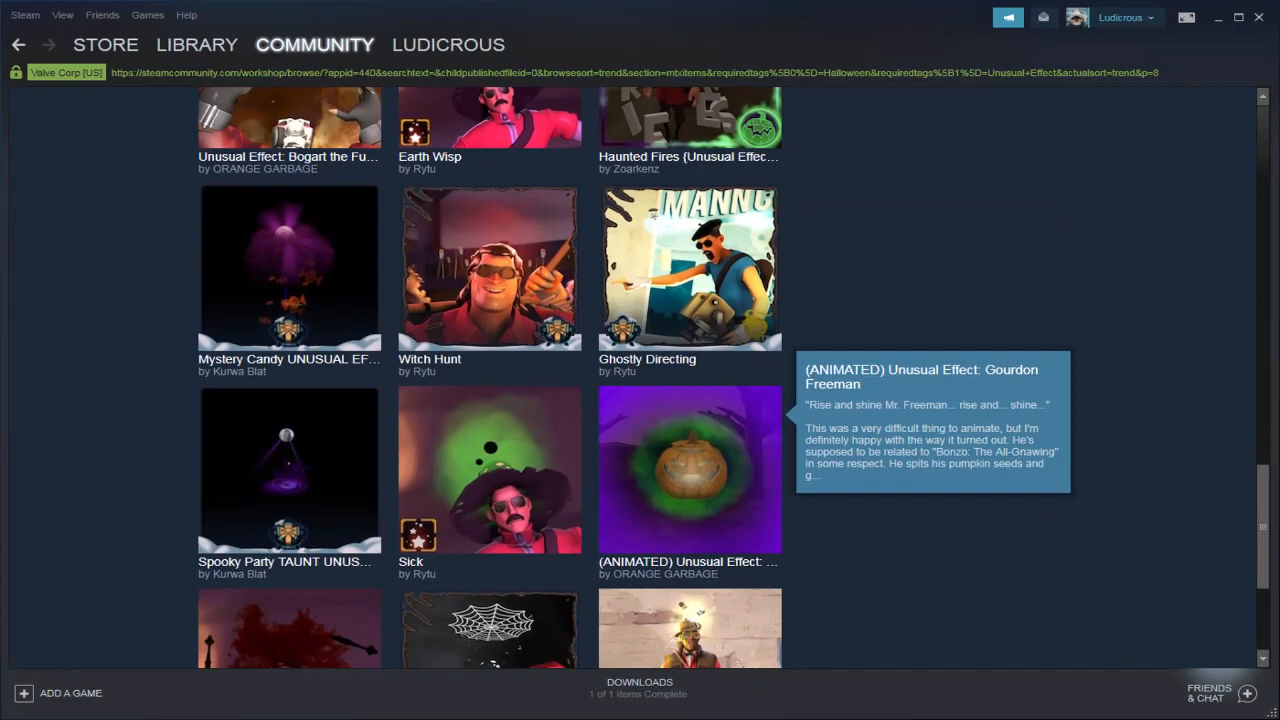 Steam View Friends Games Help
Ludicrous
STORE LIBRARY COMMUNITY LUDICROUS
Valve Corp [US] https://steamcommunity.com/workshop/browse/?appid=440&searchtext=&childpublishedfileid=0&browsesort=trend&section=mtxitems&requiredtags%5B0%5D=Halloween&requiredtags%5B1%5D=Unusual+Effect&actualsort=trend&p=8
Unusual Effect: Bogart the Fu...
by ORANGE GARBAGE
Earth Wisp
by Rytu
Haunted Fires {Unusual Effec...
by Zoarkenz
MANN C
Mystery Candy UNUSUAL EF...
by Kurwa Blat
Witch Hunt
by Rytu
Ghostly Directing
by Rytu
(ANIMATED) Unusual Effect: Gourdon
Freeman
"Rise and shine Mr. Freeman... rise and... shine..."
This was a very difficult thing to animate, but I'm
definitely happy with the way it turned out. He's
supposed to be related to "Bonzo: The All-Gnawing"
in some respect. He spits his pumpkin seeds and
g...
Spooky Party TAUNT UNUS...
by Kurwa Blat
Sick
by Rytu
(ANIMATED) Unusual Effect: ...
by ORANGE GARBAGE
ADD A GAME
DOWNLOADS
1 of 1 Items Complete
FRIENDS
& CHAT